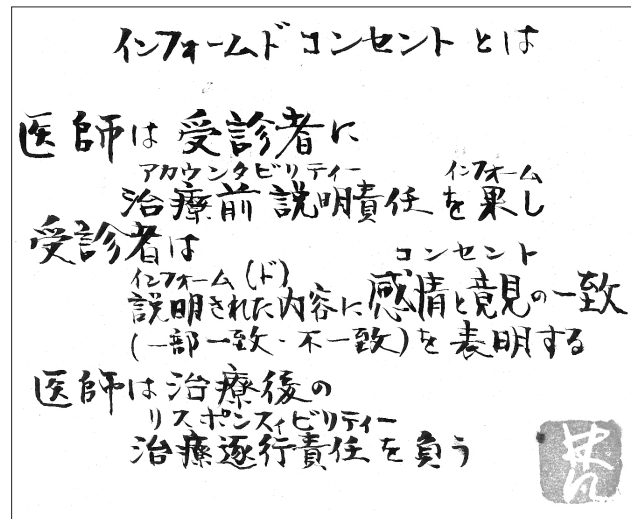 インフォームド コンセント とは
医師は 受診者に
アカウンタビリティー インフォーム
治療前 説明責任 を 果し
受診者は
コンセント
インフォーム(ド)
説明された内容に感情と意見の一致
(一部一致・不一致)を表明する
医師は治療後の
リスポンスィビリティー
治療遂行責任を負う